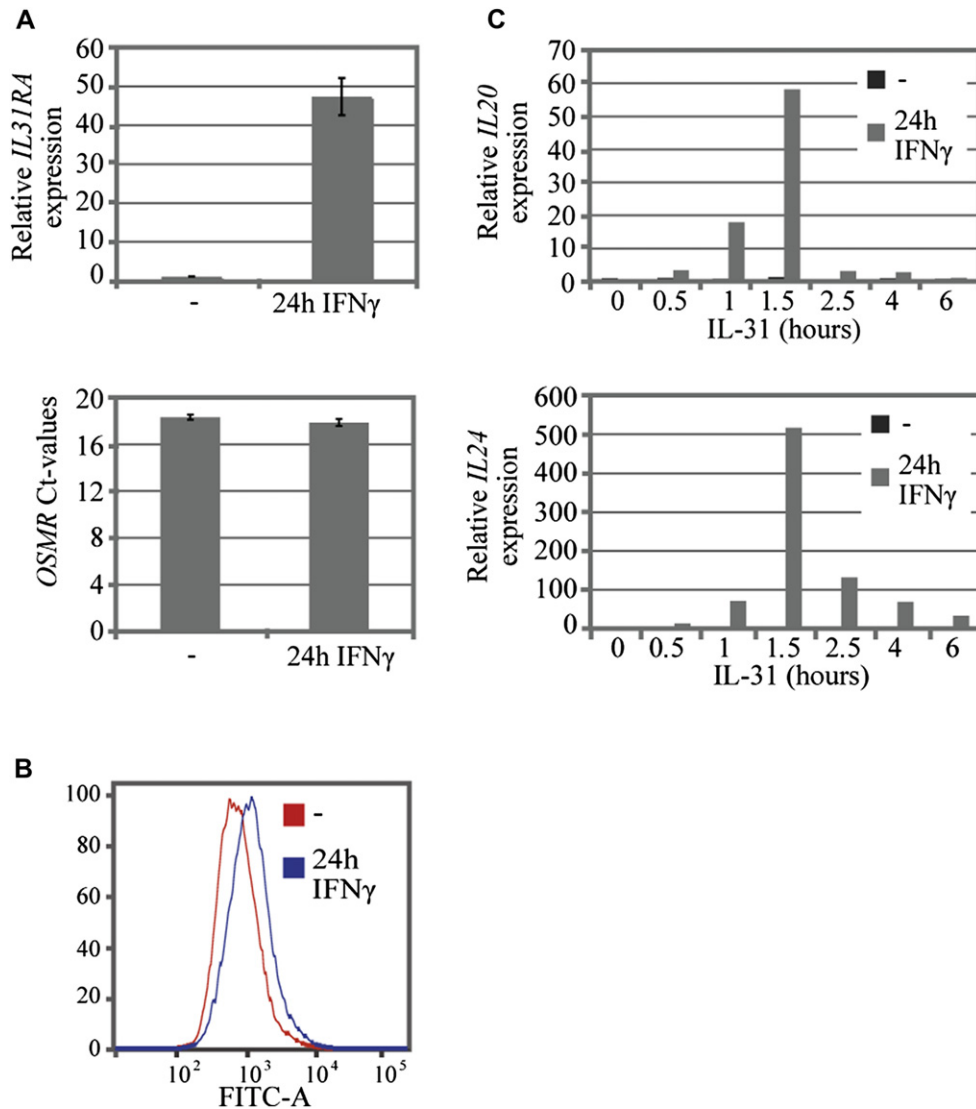 A
Relative IL31RA
expression
60
50
40
30
20
10
0
-
24h IFNγ
OSMR Ct-values
20
16
12
8
4
0
-
24h IFNγ
B
100
80
60
40
20
0
-
24h
IFNγ
10² 10³ 10⁴ 10⁵
FITC-A
C
Relative IL20
expression
70
60
50
40
30
20
10
0
-
24h
IFNγ
0 0.5 1 1.5 2.5 4 6
IL-31 (hours)
Relative IL24
expression
600
500
400
300
200
100
0
-
24h
IFNγ
0 0.5 1 1.5 2.5 4 6
IL-31 (hours)